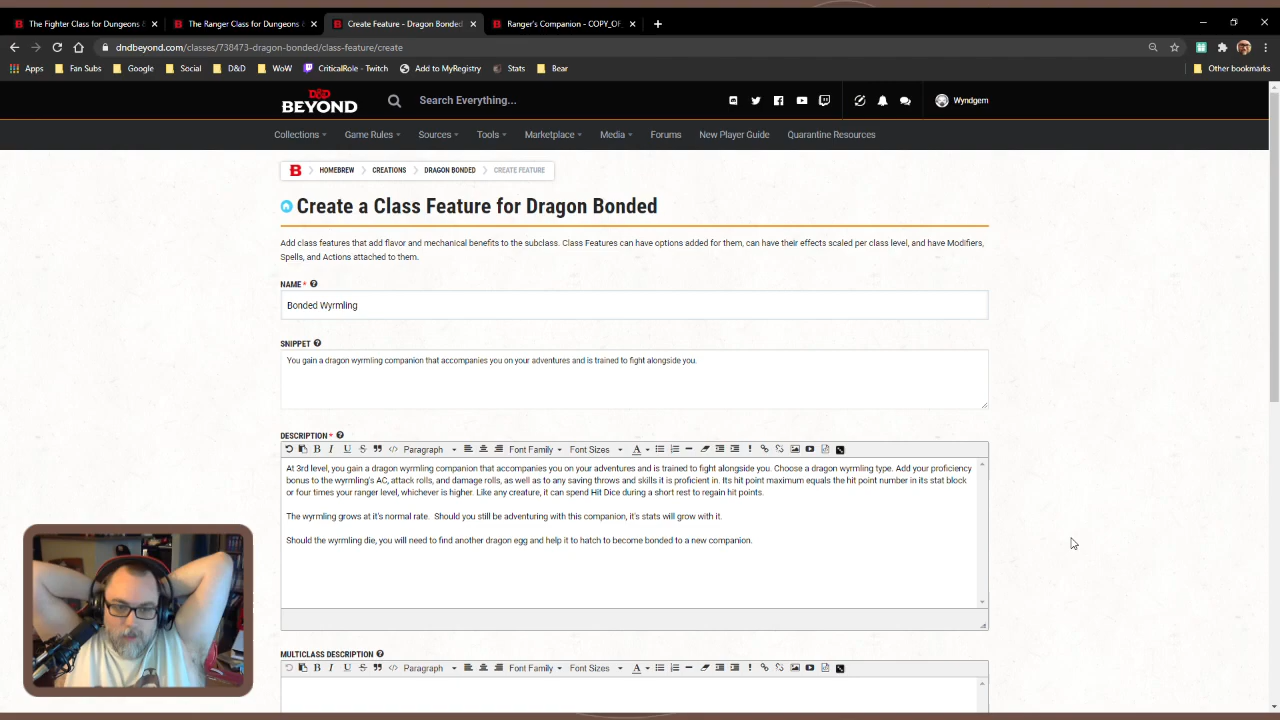 The Fighter Class for Dungeons &
The Ranger Class for Dungeons &
Create Feature - Dragon Bonded
Ranger's Companion - COPY_OF
dndbeyond.com/classes/738473-dragon-bonded/class-feature/create
Apps Fan Subs Google Social D&D WoW CriticalRole - Twitch Add to MyRegistry Stats Bear Other bookmarks
D&D
BEYOND
Search Everything...
Wyndgem
Collections Game Rules Sources Tools Marketplace Media Forums New Player Guide Quarantine Resources
B HOMEBREW CREATIONS DRAGON BONDED CREATE FEATURE
Create a Class Feature for Dragon Bonded
Add class features that add flavor and mechanical benefits to the subclass. Class Features can have options added for them, can have their effects scaled per class level, and have Modifiers,
Spells, and Actions attached to them.
NAME *
Bonded Wyrmling
SNIPPET
You gain a dragon wyrmling companion that accompanies you on your adventures and is trained to fight alongside you.
DESCRIPTION *
B I U S Paragraph Font Family Font Sizes A
At 3rd level, you gain a dragon wyrmling companion that accompanies you on your adventures and is trained to fight alongside you. Choose a dragon wyrmling type. Add your proficiency
bonus to the wyrmling's AC, attack rolls, and damage rolls, as well as to any saving throws and skills it is proficient in. Its hit point maximum equals the hit point number in its stat block
or four times your ranger level, whichever is higher. Like any creature, it can spend Hit Dice during a short rest to regain hit points.
The wyrmling grows at it's normal rate. Should you still be adventuring with this companion, it's stats will grow with it.
Should the wyrmling die, you will need to find another dragon egg and help it to hatch to become bonded to a new companion.
MULTICLASS DESCRIPTION
B I U S Paragraph Font Family Font Sizes A